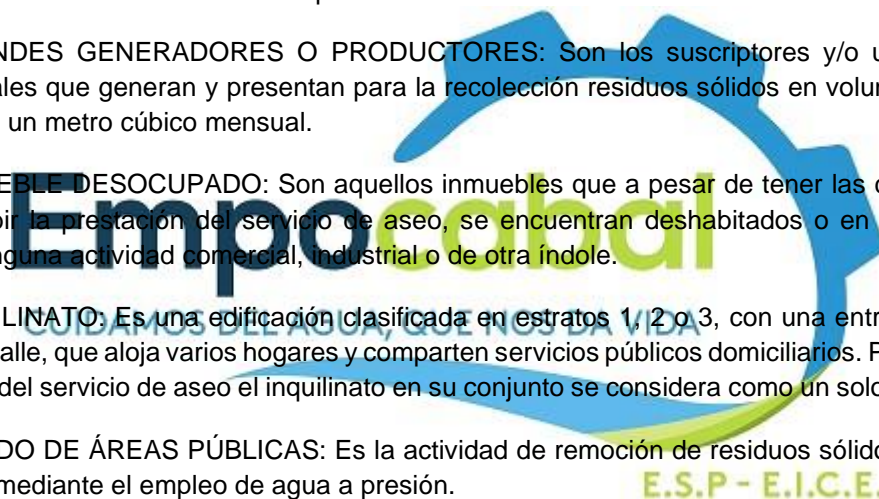 NDES GENERADORES O PRODUCTORES: Son los suscriptores y/o u
ales que generan y presentan para la recolección residuos sólidos en volu
un metro cúbico mensual.
EBLE DESOCUPADO: Son aquellos inmuebles que a pesar de tener las
bir la prestación del servicio de aseo, se encuentran deshabitados o en
nguna actividad comercial, industrial o de otra índole.
Empocabal
LINATO: Es una edificación clasificada en estratos 1, 2 o 3, con una entr
CUIDAMOS DEL AGUA, QUE NOS DA VIDA
alle, que aloja varios hogares y comparten servicios públicos domiciliarios.
del servicio de aseo el inquilinato en su conjunto se considera como un solo
DO DE ÁREAS PÚBLICAS: Es la actividad de remoción de residuos sólido
mediante el empleo de agua a presión.
E.S.P - E.I.C.E.